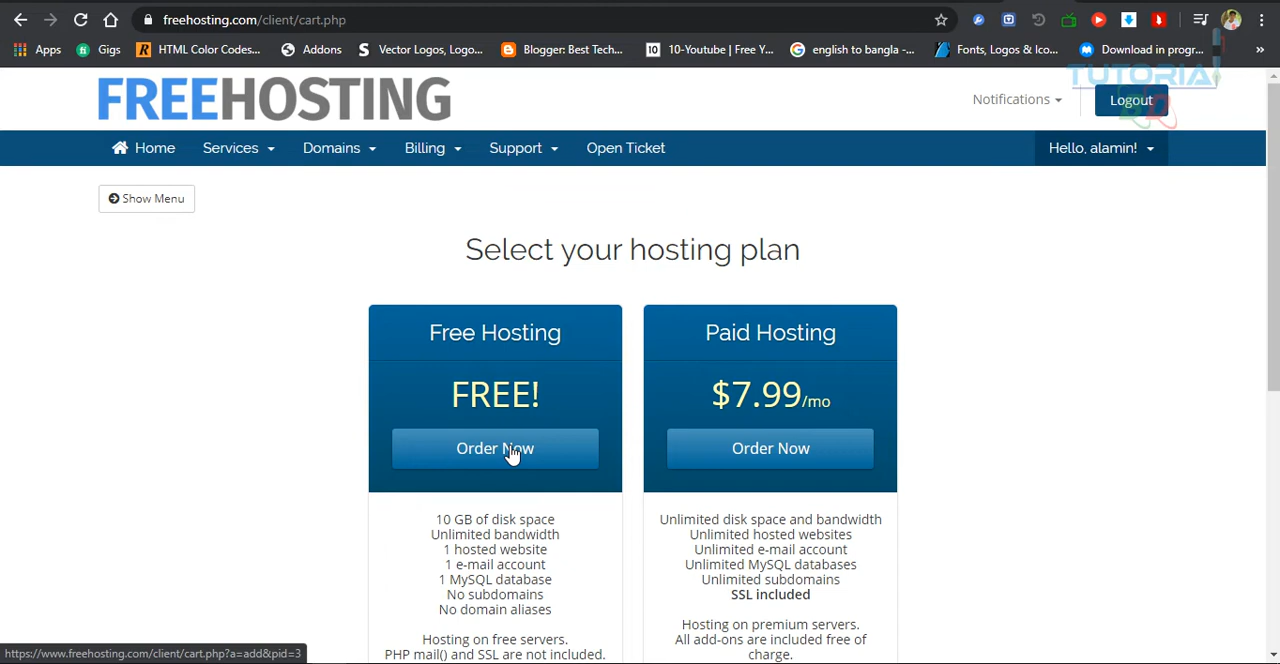 freehosting.com/client/cart.php
Apps
Gigs
HTML Color Codes...
Addons
Vector Logos, Logo...
Blogger: Best Tech...
10-Youtube | Free Y...
english to bangla -...
Fonts, Logos & Ico...
Download in progr...
»
TUTORIAL
FREEHOSTING
Notifications
Logout
Home
Services
Domains
Billing
Support
Open Ticket
Hello, alamin!
Show Menu
Select your hosting plan
Free Hosting
FREE!
Order Now
10 GB of disk space
Unlimited bandwidth
1 hosted website
1 e-mail account
1 MySQL database
No subdomains
No domain aliases
Hosting on free servers.
PHP mail() and SSL are not included.
Paid Hosting
$7.99/mo
Order Now
Unlimited disk space and bandwidth
Unlimited hosted websites
Unlimited e-mail account
Unlimited MySQL databases
Unlimited subdomains
SSL included
Hosting on premium servers.
All add-ons are included free of
charge.
https://www.freehosting.com/client/cart.php?a=add&pid=3